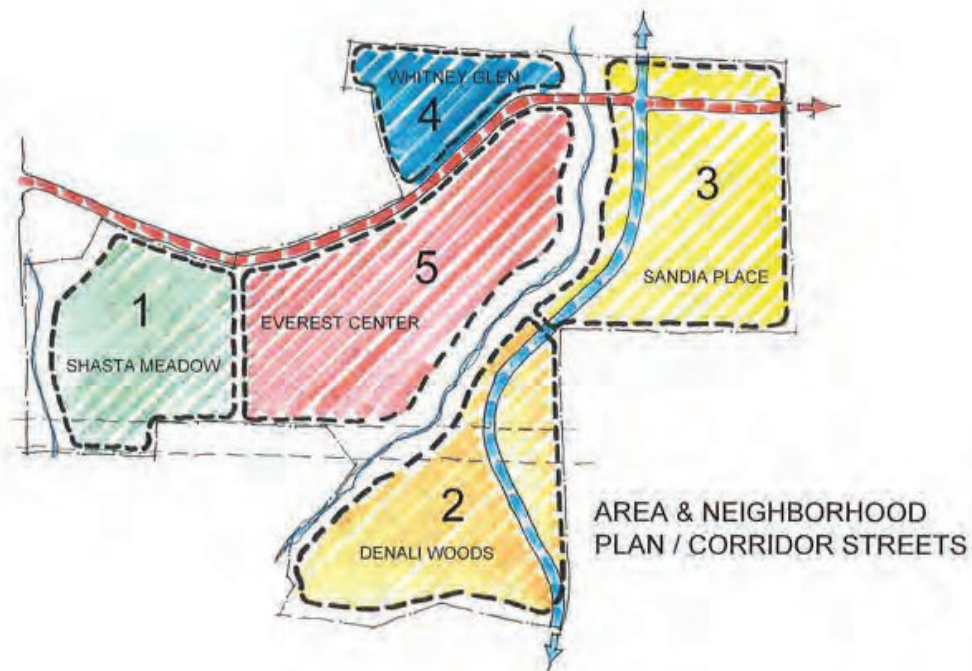 WHITNEY GLEN
4
3
SANDIA PLACE
5
EVEREST CENTER
1
SHASTA MEADOW
2
DENALI WOODS
AREA & NEIGHBORHOOD
PLAN / CORRIDOR STREETS